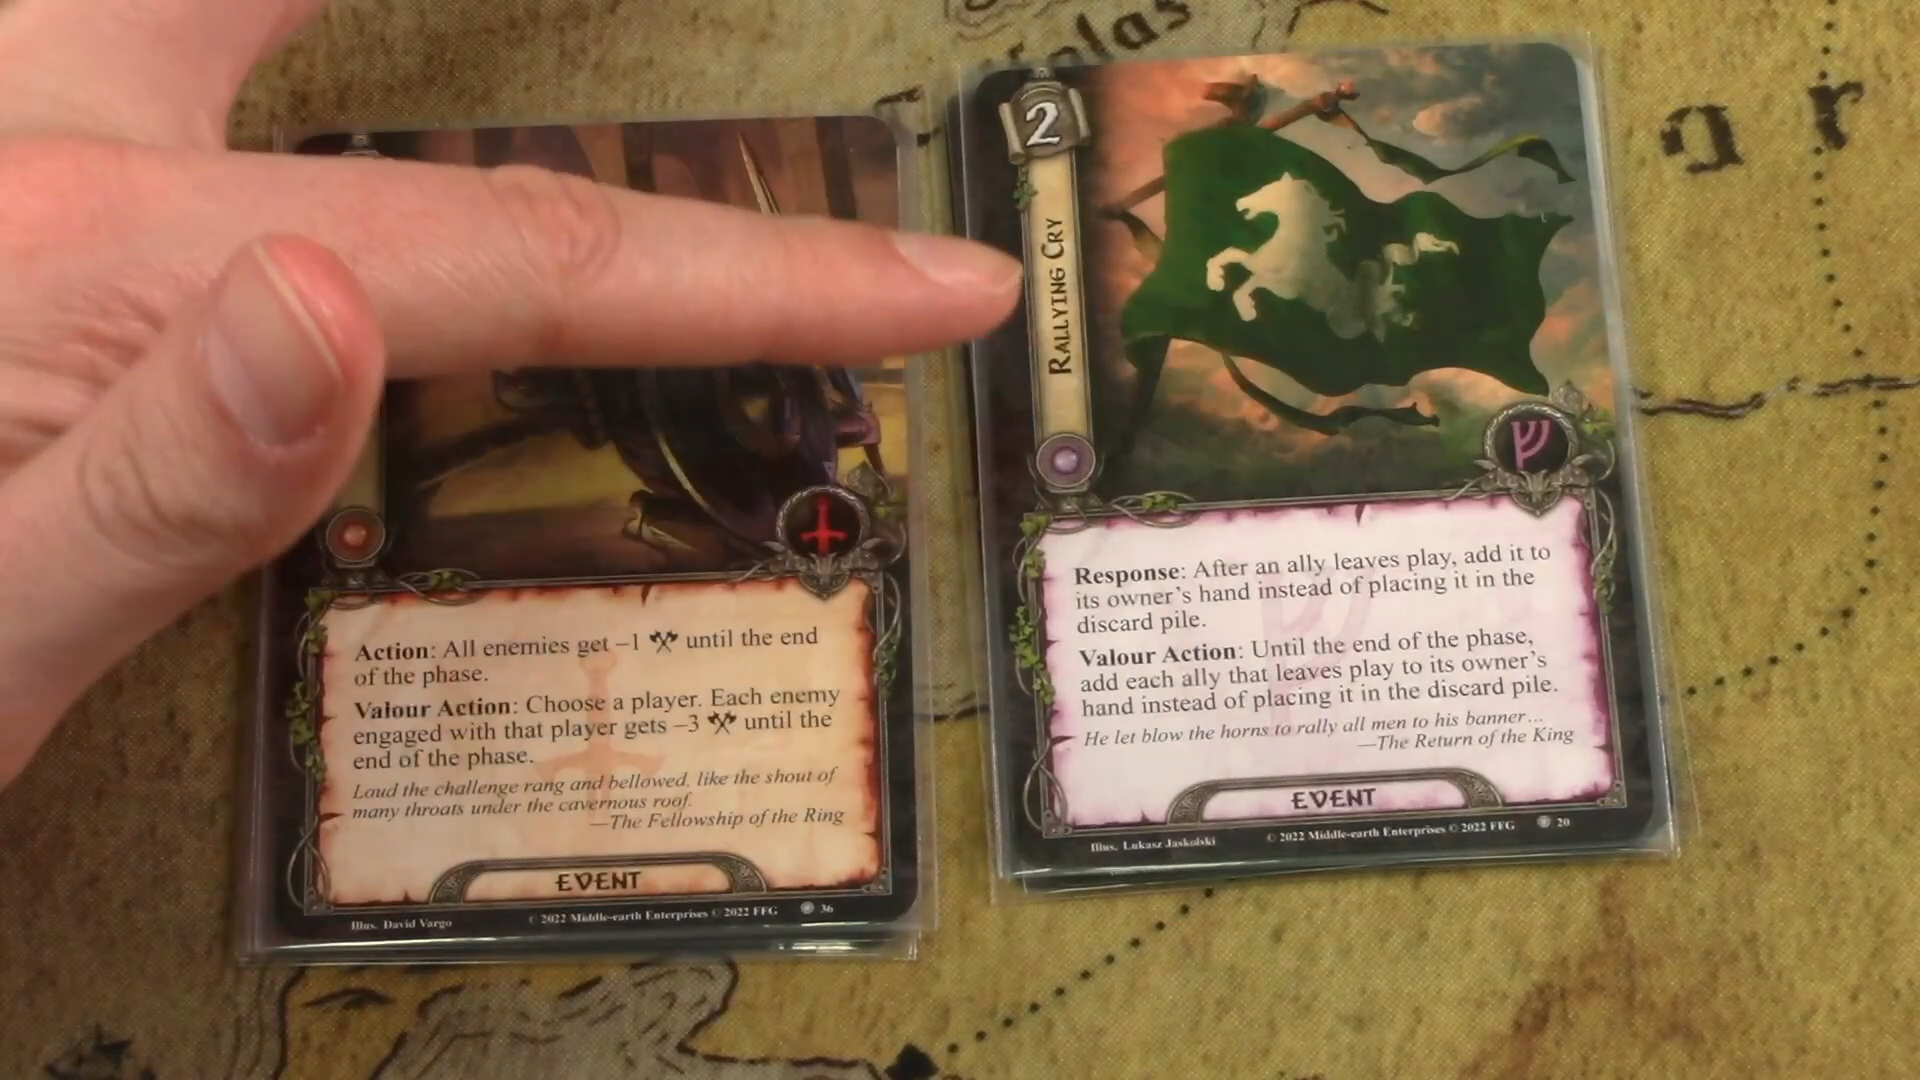 Action: All enemies get –1 until the end
of the phase.
Valour Action: Choose a player. Each enemy
engaged with that player gets –3 until the
end of the phase.
Loud the challenge rang and bellowed, like the shout of
many throats under the cavernous roof.
—The Fellowship of the Ring
EVENT
Illus. David Vargo
© 2022 Middle-earth Enterprises © 2022 FFG
36
2
RALLYING CRY
Response: After an ally leaves play, add it to
its owner's hand instead of placing it in the
discard pile.
Valour Action: Until the end of the phase,
add each ally that leaves play to its owner's
hand instead of placing it in the discard pile.
He let blow the horns to rally all men to his banner…
—The Return of the King
EVENT
Illus. Lukasz Jaskolski
© 2022 Middle-earth Enterprises © 2022 FFG
20